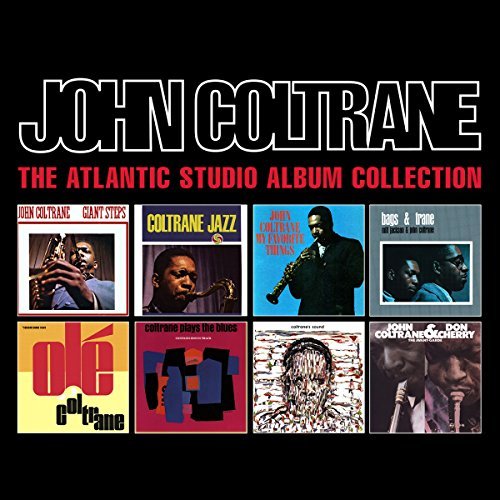 JOHN COLTRANE
THE ATLANTIC STUDIO ALBUM COLLECTION
JOHN COLTRANE GIANT STEPS
COLTRANE JAZZ
JOHN
COLTRANE
MY FAVORITE
THINGS
bags & trane
milt jackson & john coltrane
olé
coltrane
coltrane plays the blues
coltrane's sound
JOHN COLTRANE & DON CHERRY
THE AVANT-GARDE